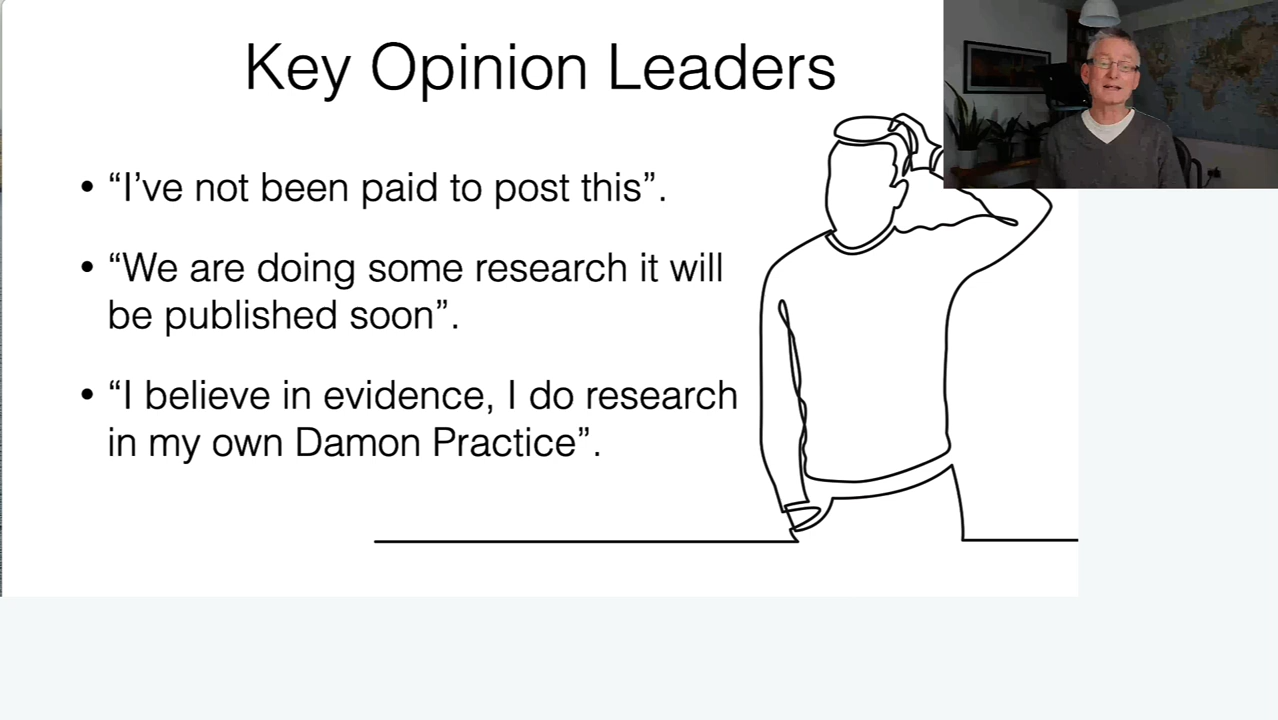 Key Opinion Leaders
• “I’ve not been paid to post this”.
• “We are doing some research it will
be published soon”.
• “I believe in evidence, I do research
in my own Damon Practice”.